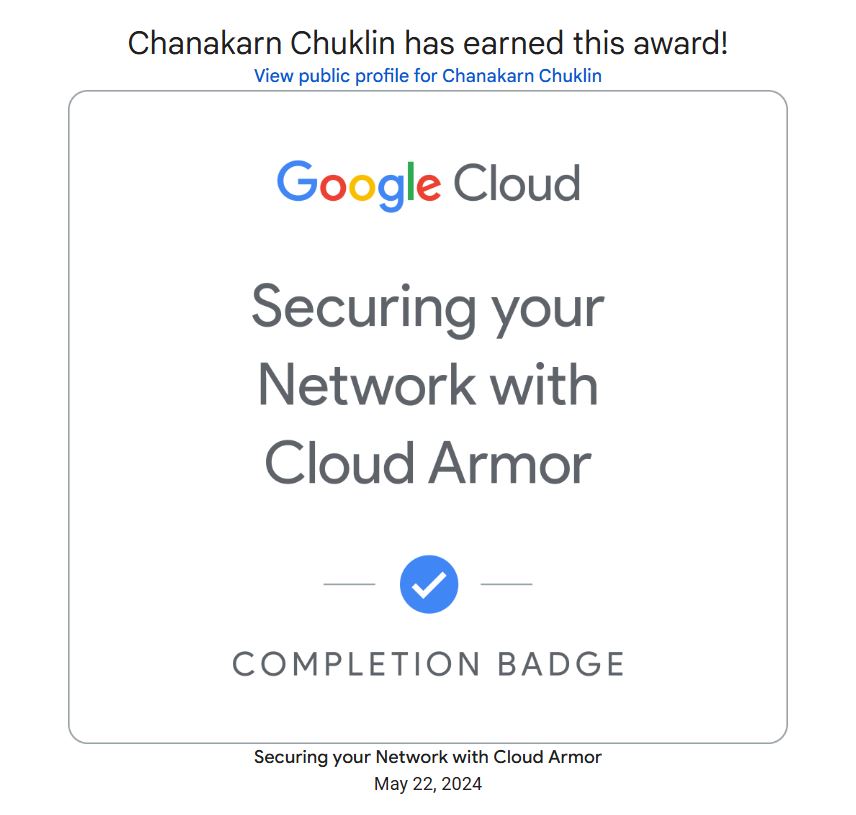 Chanakarn Chuklin has earned this award!
View public profile for Chanakarn Chuklin
Google Cloud
Securing your
Network with
Cloud Armor
COMPLETION BADGE
Securing your Network with Cloud Armor
May 22, 2024